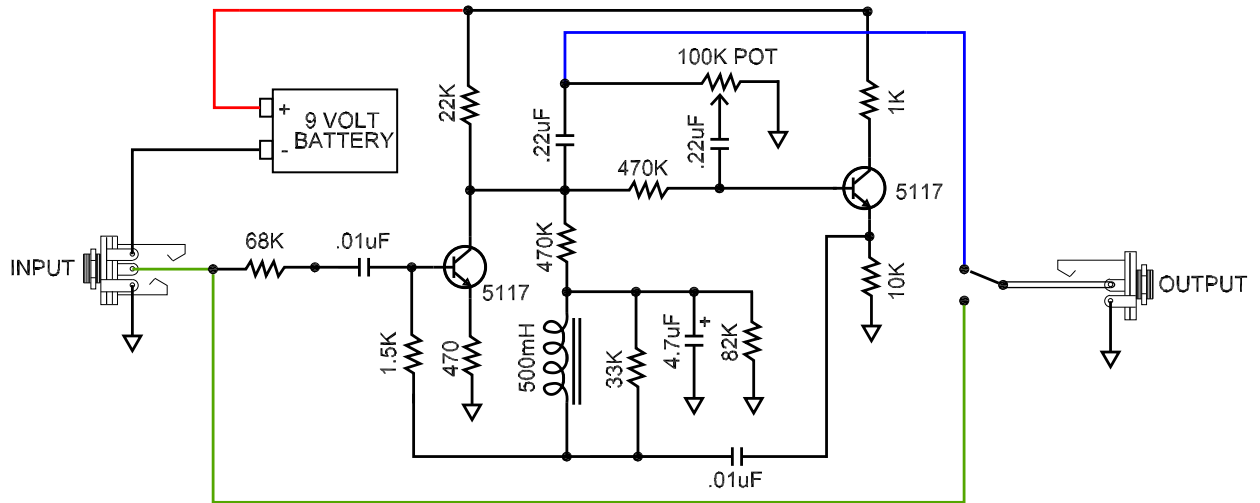 100K POT
22K
1K
+
9 VOLT
BATTERY
-
.22uF
.22uF
470K
5117
68K
.01uF
470K
INPUT
5117
10K
OUTPUT
1.5K
470
500mH
33K
4.7uF
+
82K
.01uF